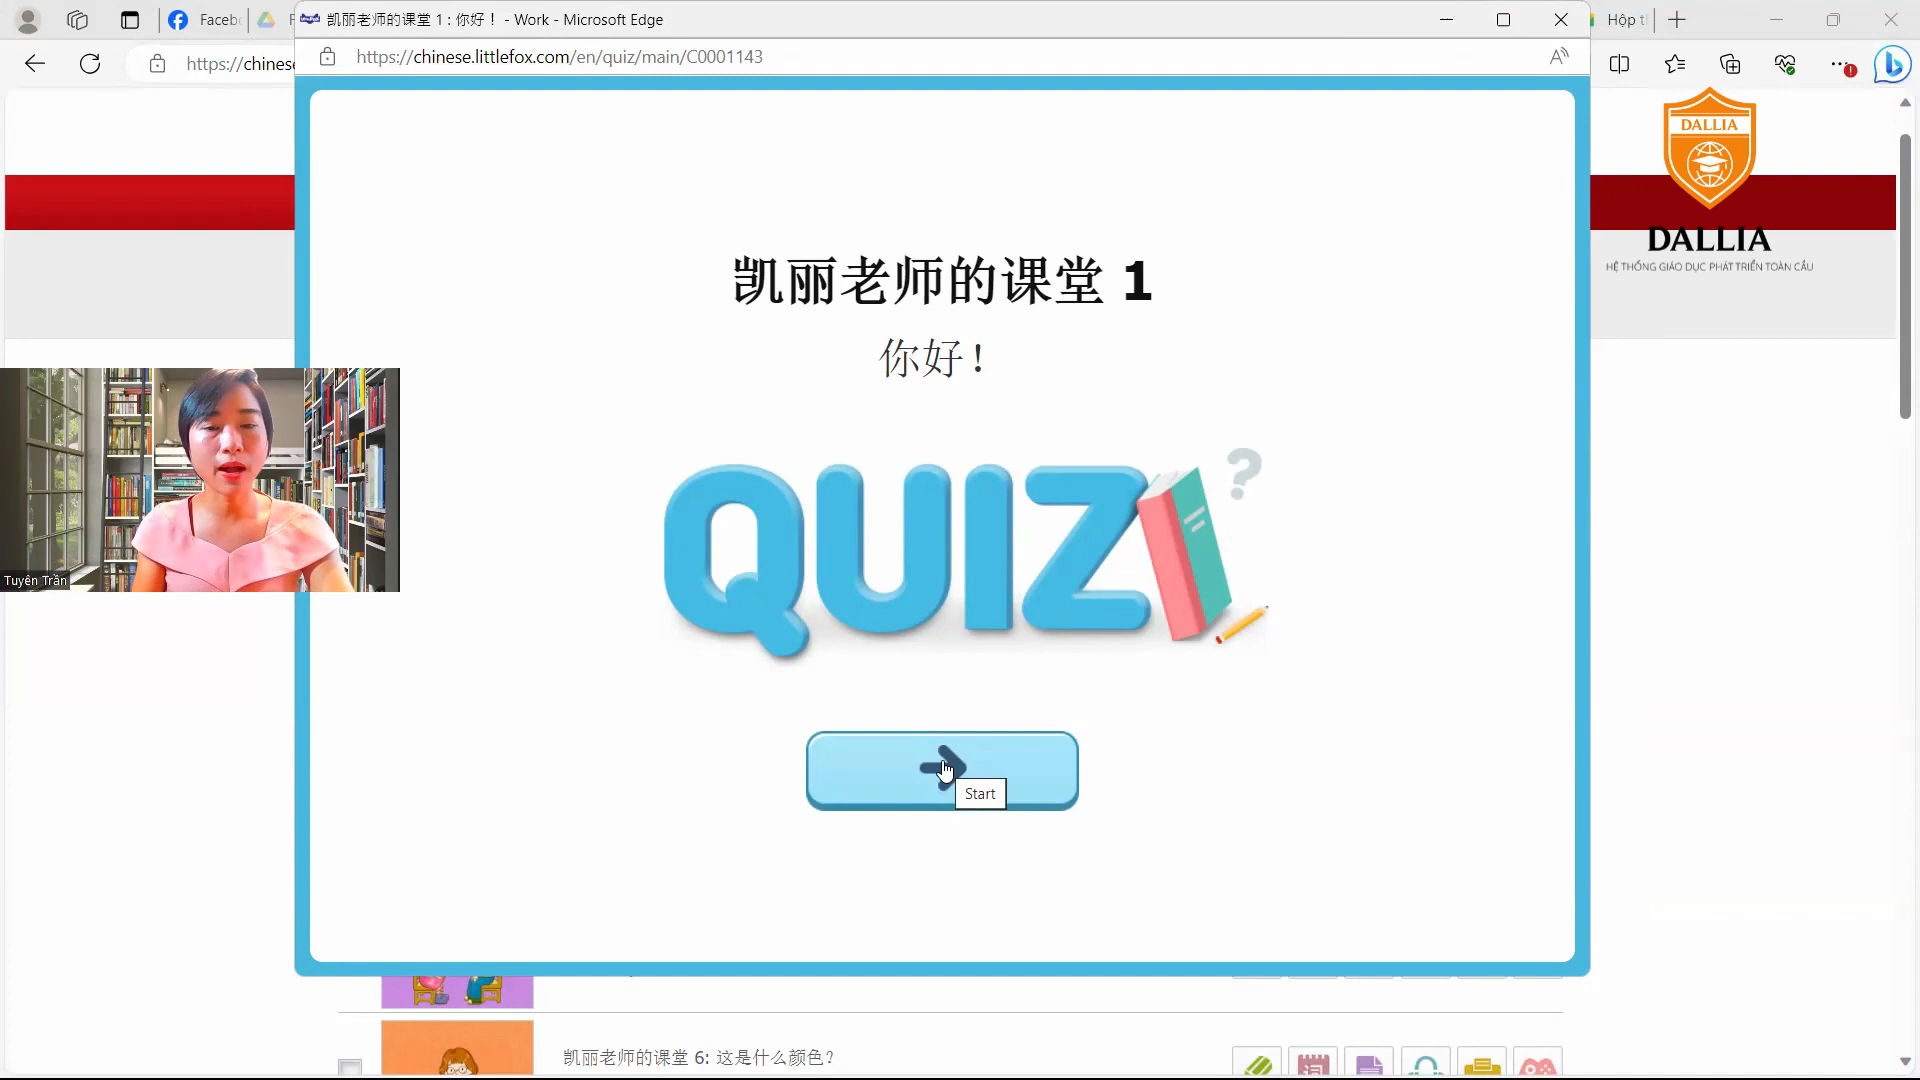 Faceb
凯丽老师的课堂 1 : 你好！ - Work - Microsoft Edge
Hộp t
https://chinese
https://chinese.littlefox.com/en/quiz/main/C0001143
DALLIA
DALLIA
HỆ THỐNG GIÁO DỤC PHÁT TRIỂN TOÀN CẦU
凯丽老师的课堂 1
你好！
QUIZ
?
Tuyên Trần
Start
凯丽老师的课堂 6: 这是什么颜色？
词